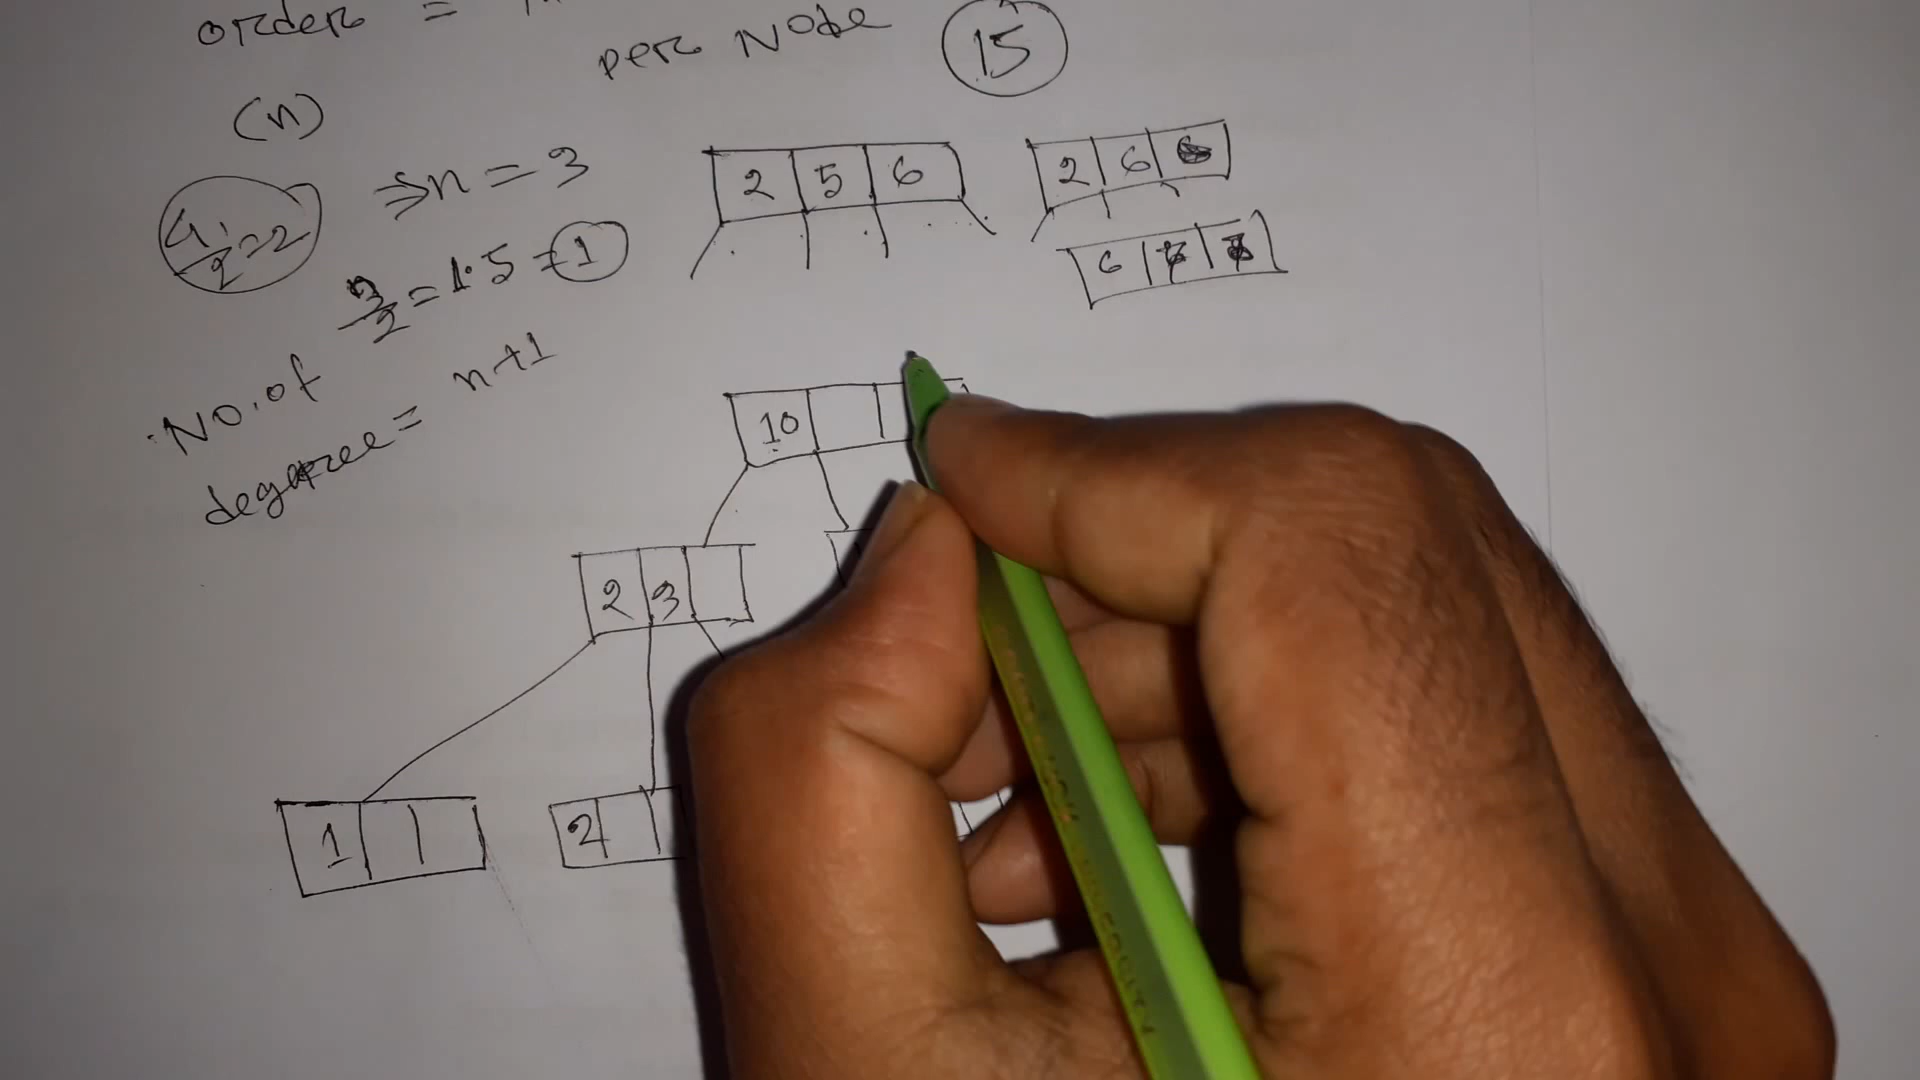 order =
per Node 15
(n)
4/2=2 ⇒n = 3
3/2 = 1.5 = 1
No. of
degree = n+1
2 5 6
2 6
6
10
2 3
1
2